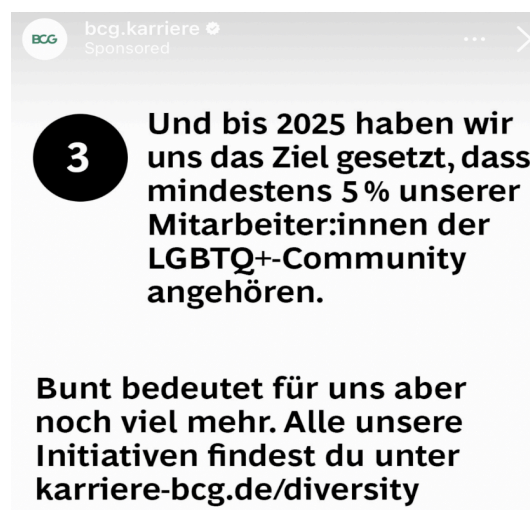 BCG
bcg.karriere
Sponsored
3
Und bis 2025 haben wir
uns das Ziel gesetzt, dass
mindestens 5 % unserer
Mitarbeiter:innen der
LGBTQ+-Community
angehören.
Bunt bedeutet für uns aber
noch viel mehr. Alle unsere
Initiativen findest du unter
karriere-bcg.de/diversity